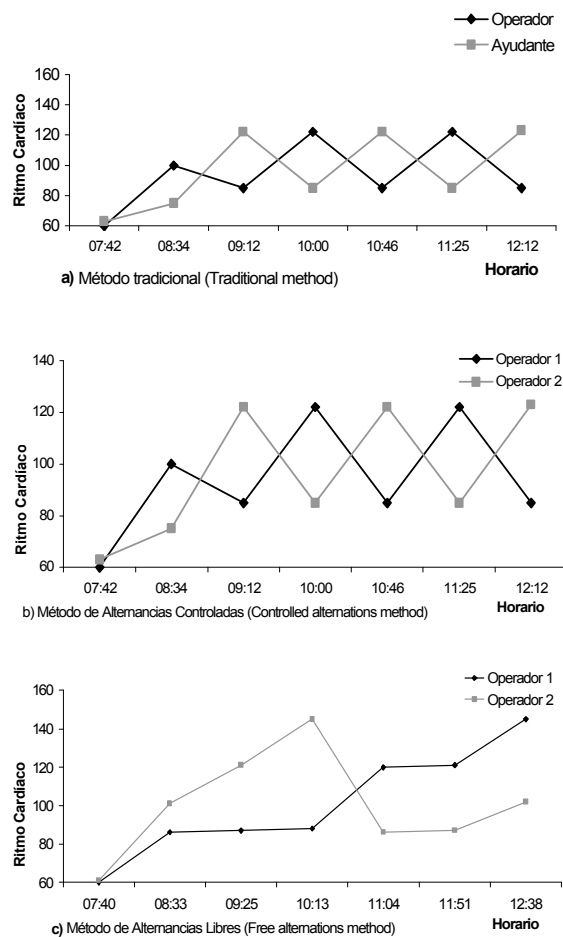 Operador
Ayudante
160
140
120
100
80
60
Ritmo Cardíaco
07:42 08:34 09:12 10:00 10:46 11:25 12:12
Horario
a) Método tradicional (Traditional method)
Operador 1
Operador 2
140
120
100
80
60
Ritmo Cardíaco
07:42 08:34 09:12 10:00 10:46 11:25 12:12
Horario
b) Método de Alternancias Controladas (Controlled alternations method)
Operador 1
Operador 2
160
140
120
100
80
60
Ritmo Cardíaco
07:40 08:33 09:25 10:13 11:04 11:51 12:38
Horario
c) Método de Alternancias Libres (Free alternations method)